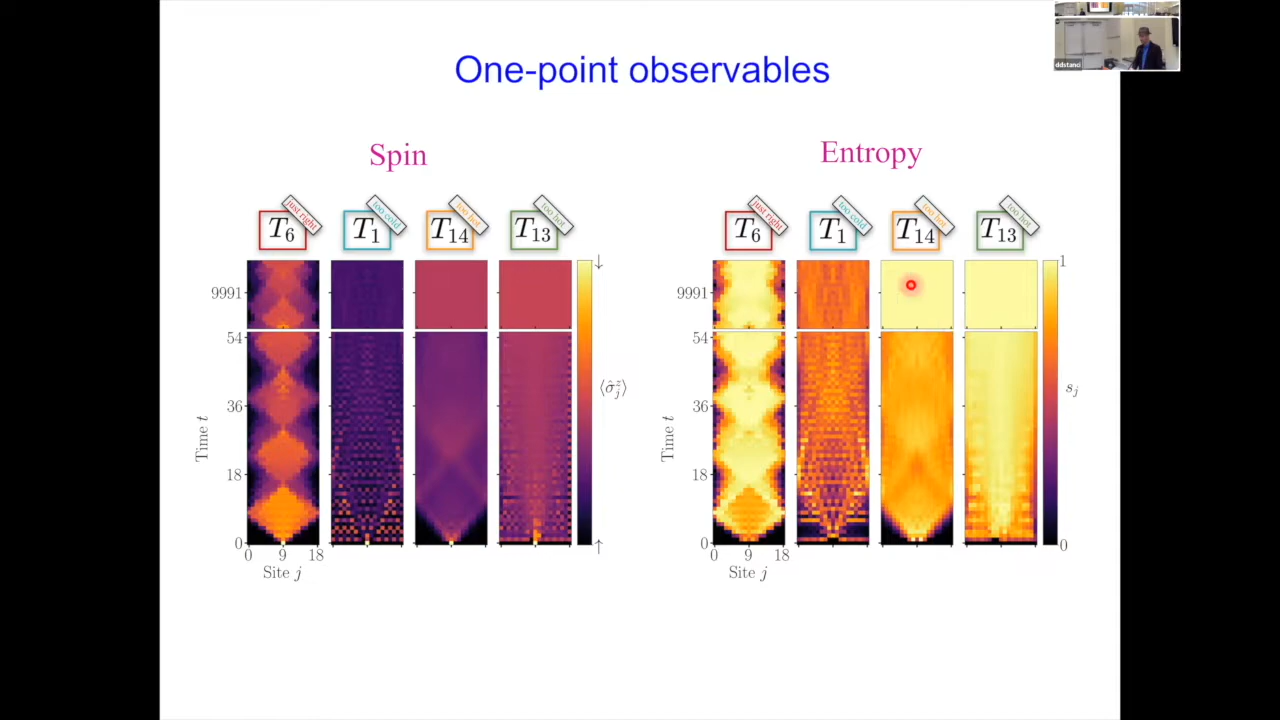 ddstanci
One-point observables
Spin
Entropy
just right
too cold
too hot
too hot
T₆
T₁
T₁₄
T₁₃
just right
too cold
too hot
too hot
T₆
T₁
T₁₄
T₁₃
9991
54
36
18
0
Time t
0 9 18
Site j
↓
⟨σ̂ⱼᶻ⟩
↑
9991
54
36
18
0
Time t
0 9 18
Site j
1
sⱼ
0